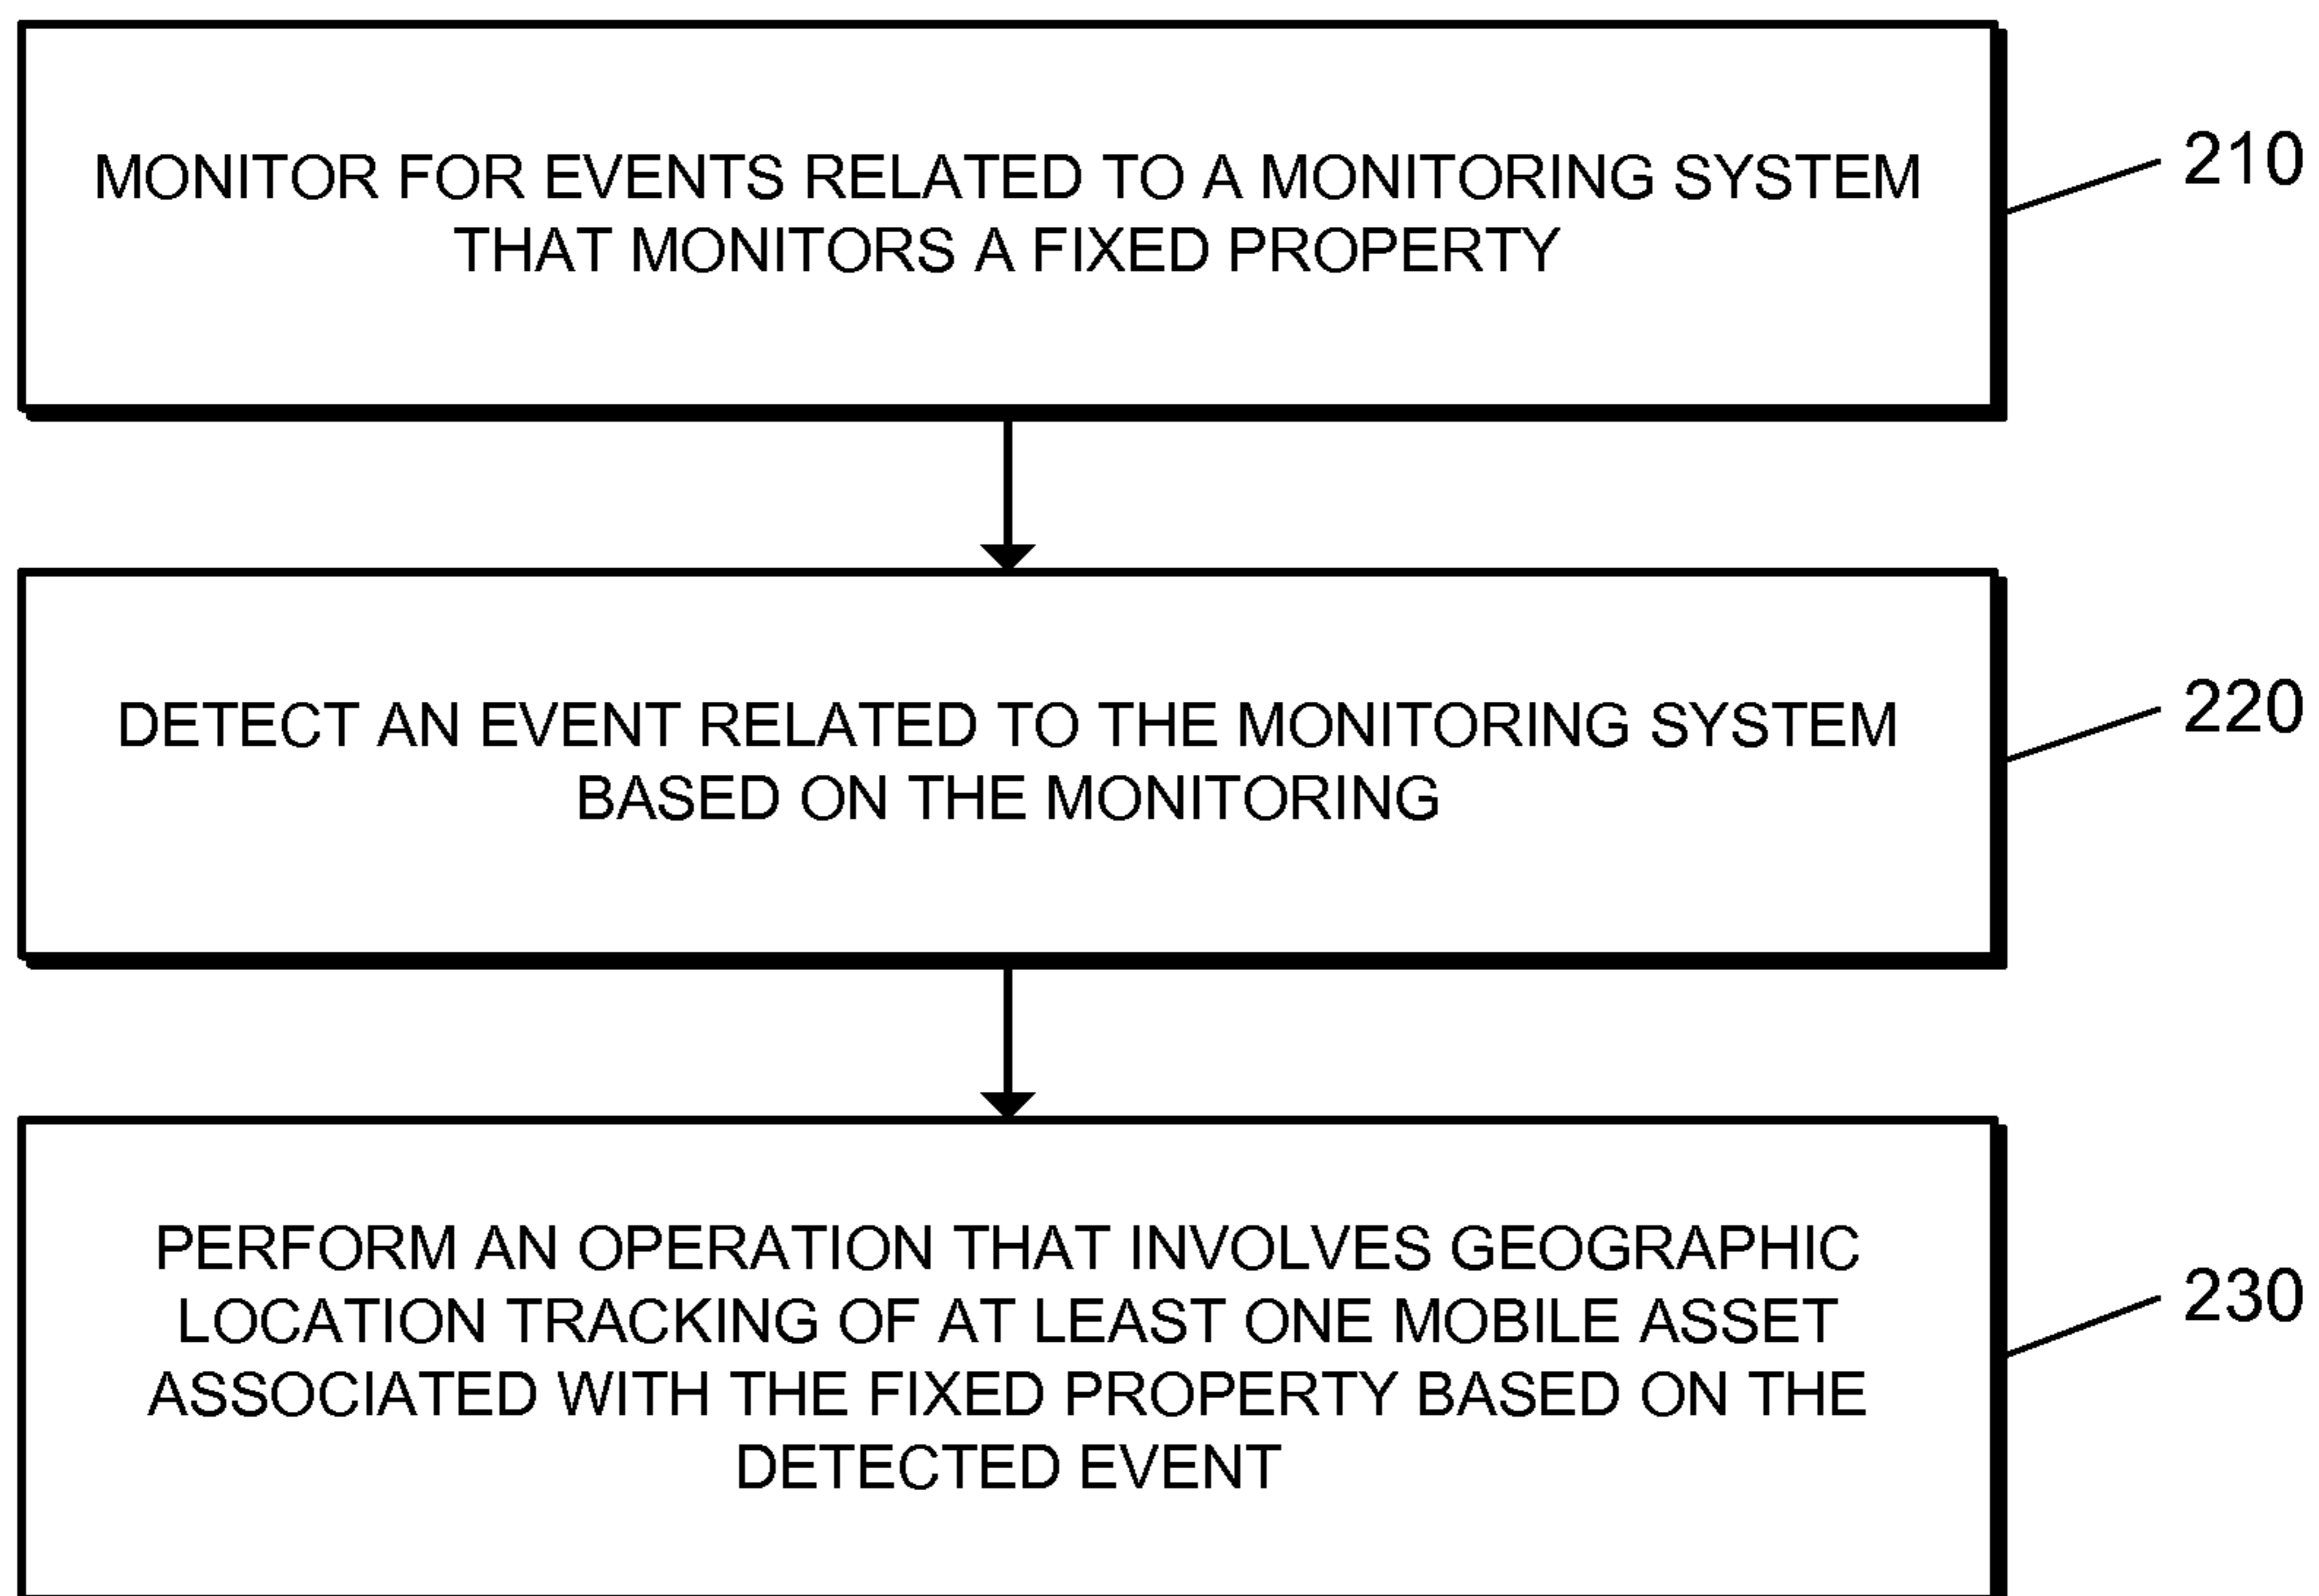 MONITOR FOR EVENTS RELATED TO A MONITORING SYSTEM
THAT MONITORS A FIXED PROPERTY
210
DETECT AN EVENT RELATED TO THE MONITORING SYSTEM
BASED ON THE MONITORING
220
PERFORM AN OPERATION THAT INVOLVES GEOGRAPHIC
LOCATION TRACKING OF AT LEAST ONE MOBILE ASSET
ASSOCIATED WITH THE FIXED PROPERTY BASED ON THE
DETECTED EVENT
230